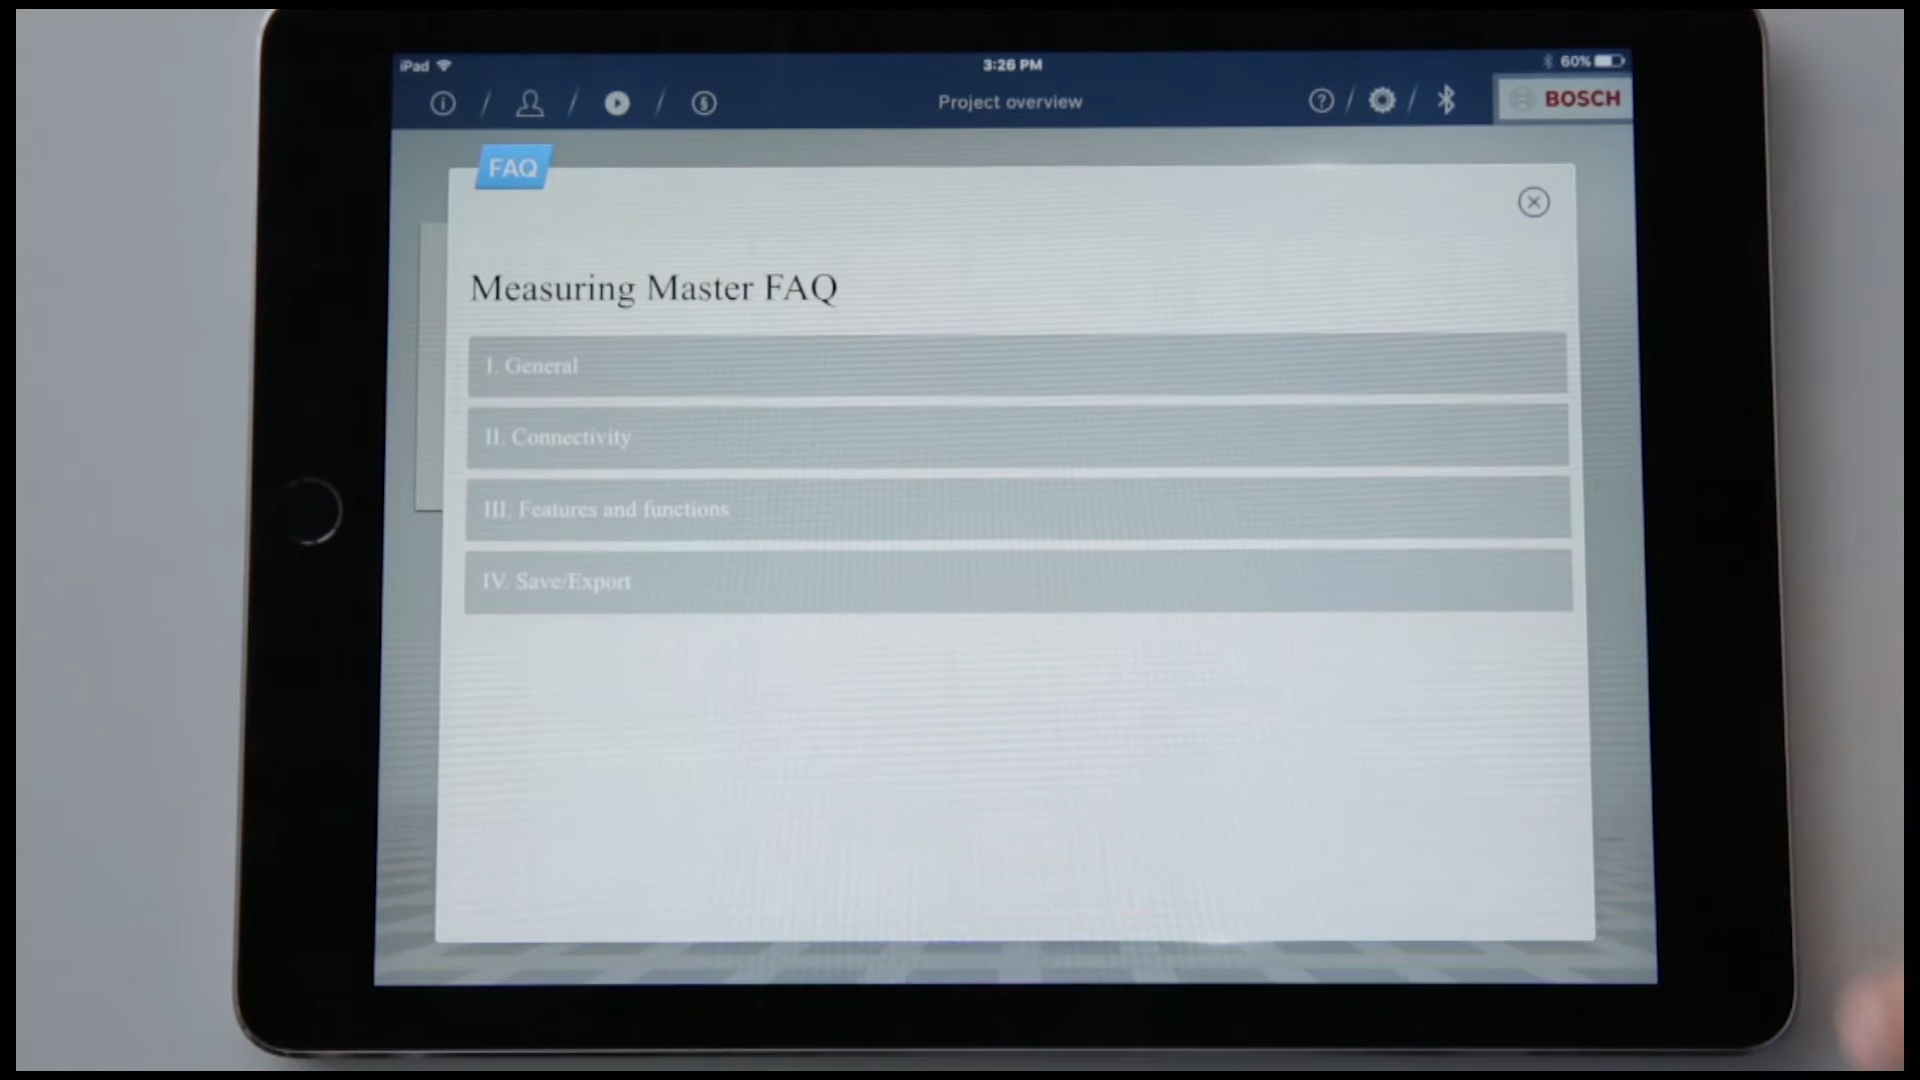 iPad
3:26 PM
60%
Project overview
BOSCH
FAQ
Measuring Master FAQ
I. General
II. Connectivity
III. Features and functions
IV. Save/Export